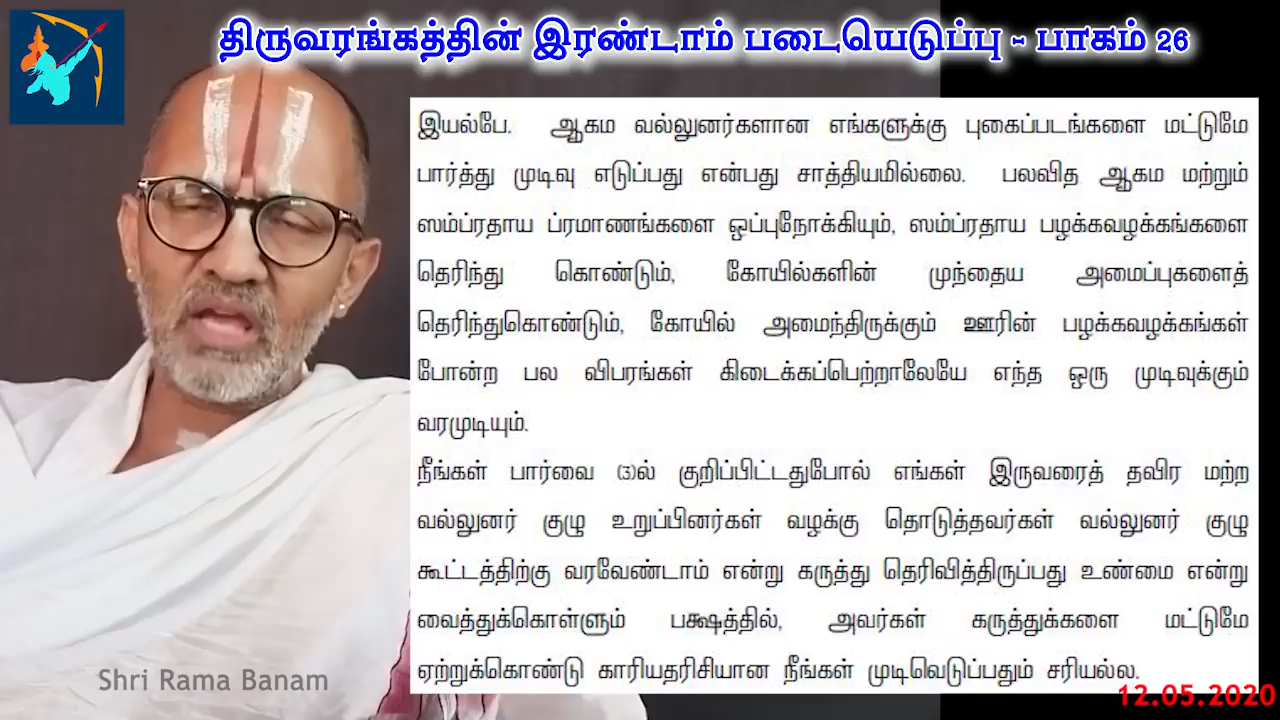 திருவரங்கத்தின் இரண்டாம் படையெடுப்பு - பாகம் 26
இயல்பே. ஆகம வல்லுனர்களான எங்களுக்கு புகைப்படங்களை மட்டுமே
பார்த்து முடிவு எடுப்பது என்பது சாத்தியமில்லை. பலவித ஆகம மற்றும்
ஸம்ப்ரதாய ப்ரமாணங்களை ஒப்புநோக்கியும், ஸம்ப்ரதாய பழக்கவழக்கங்களை
தெரிந்து கொண்டும், கோயில்களின் முந்தைய அமைப்புகளைத்
தெரிந்துகொண்டும், கோயில் அமைந்திருக்கும் ஊரின் பழக்கவழக்கங்கள்
போன்ற பல விபரங்கள் கிடைக்கப்பெற்றாலேயே எந்த ஒரு முடிவுக்கும்
வரமுடியும்.
நீங்கள் பார்வை (3)ல் குறிப்பிட்டதுபோல் எங்கள் இருவரைத் தவிர மற்ற
வல்லுனர் குழு உறுப்பினர்கள் வழக்கு தொடுத்தவர்கள் வல்லுனர் குழு
கூட்டத்திற்கு வரவேண்டாம் என்று கருத்து தெரிவித்திருப்பது உண்மை என்று
வைத்துக்கொள்ளும் பக்ஷத்தில், அவர்கள் கருத்துக்களை மட்டுமே
ஏற்றுக்கொண்டு காரியதரிசியான நீங்கள் முடிவெடுப்பதும் சரியல்ல.
Shri Rama Banam
12.05.2020